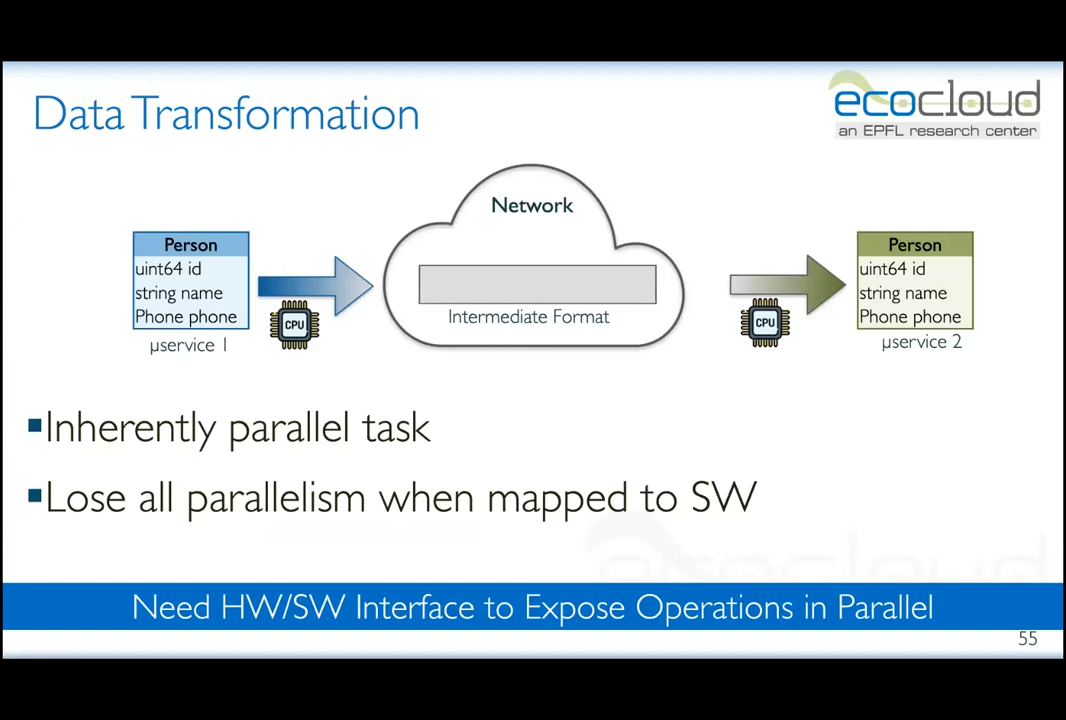 Data Transformation
ecocloud
an EPFL research center
Network
Person
uint64 id
string name
Phone phone
µservice 1
CPU
Intermediate Format
CPU
Person
uint64 id
string name
Phone phone
µservice 2
▪Inherently parallel task
▪Lose all parallelism when mapped to SW
ecocloud
Need HW/SW Interface to Expose Operations in Parallel
55